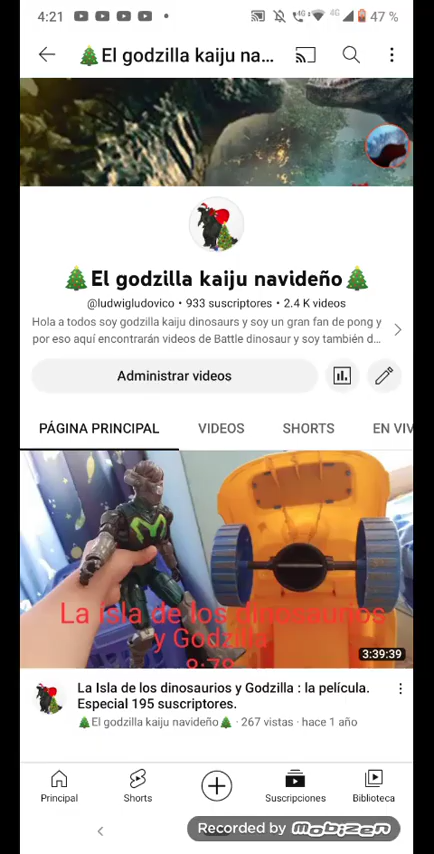 4:21
4G
4G
47 %
🎄El godzilla kaiju na...
🎄El godzilla kaiju navideño🎄
@ludwigludovico • 933 suscriptores • 2.4 K videos
Hola a todos soy godzilla kaiju dinosaurs y soy un gran fan de pong y
por eso aquí encontrarán videos de Battle dinosaur y soy también d...
Administrar videos
PÁGINA PRINCIPAL VIDEOS SHORTS EN VIV
La isla de los dinosaurios
y Godzilla
3:39:39
La Isla de los dinosaurios y Godzilla : la película.
Especial 195 suscriptores.
🎄El godzilla kaiju navideño🎄 · 267 vistas · hace 1 año
Principal Shorts Suscripciones Biblioteca
Recorded by MOBIZEN